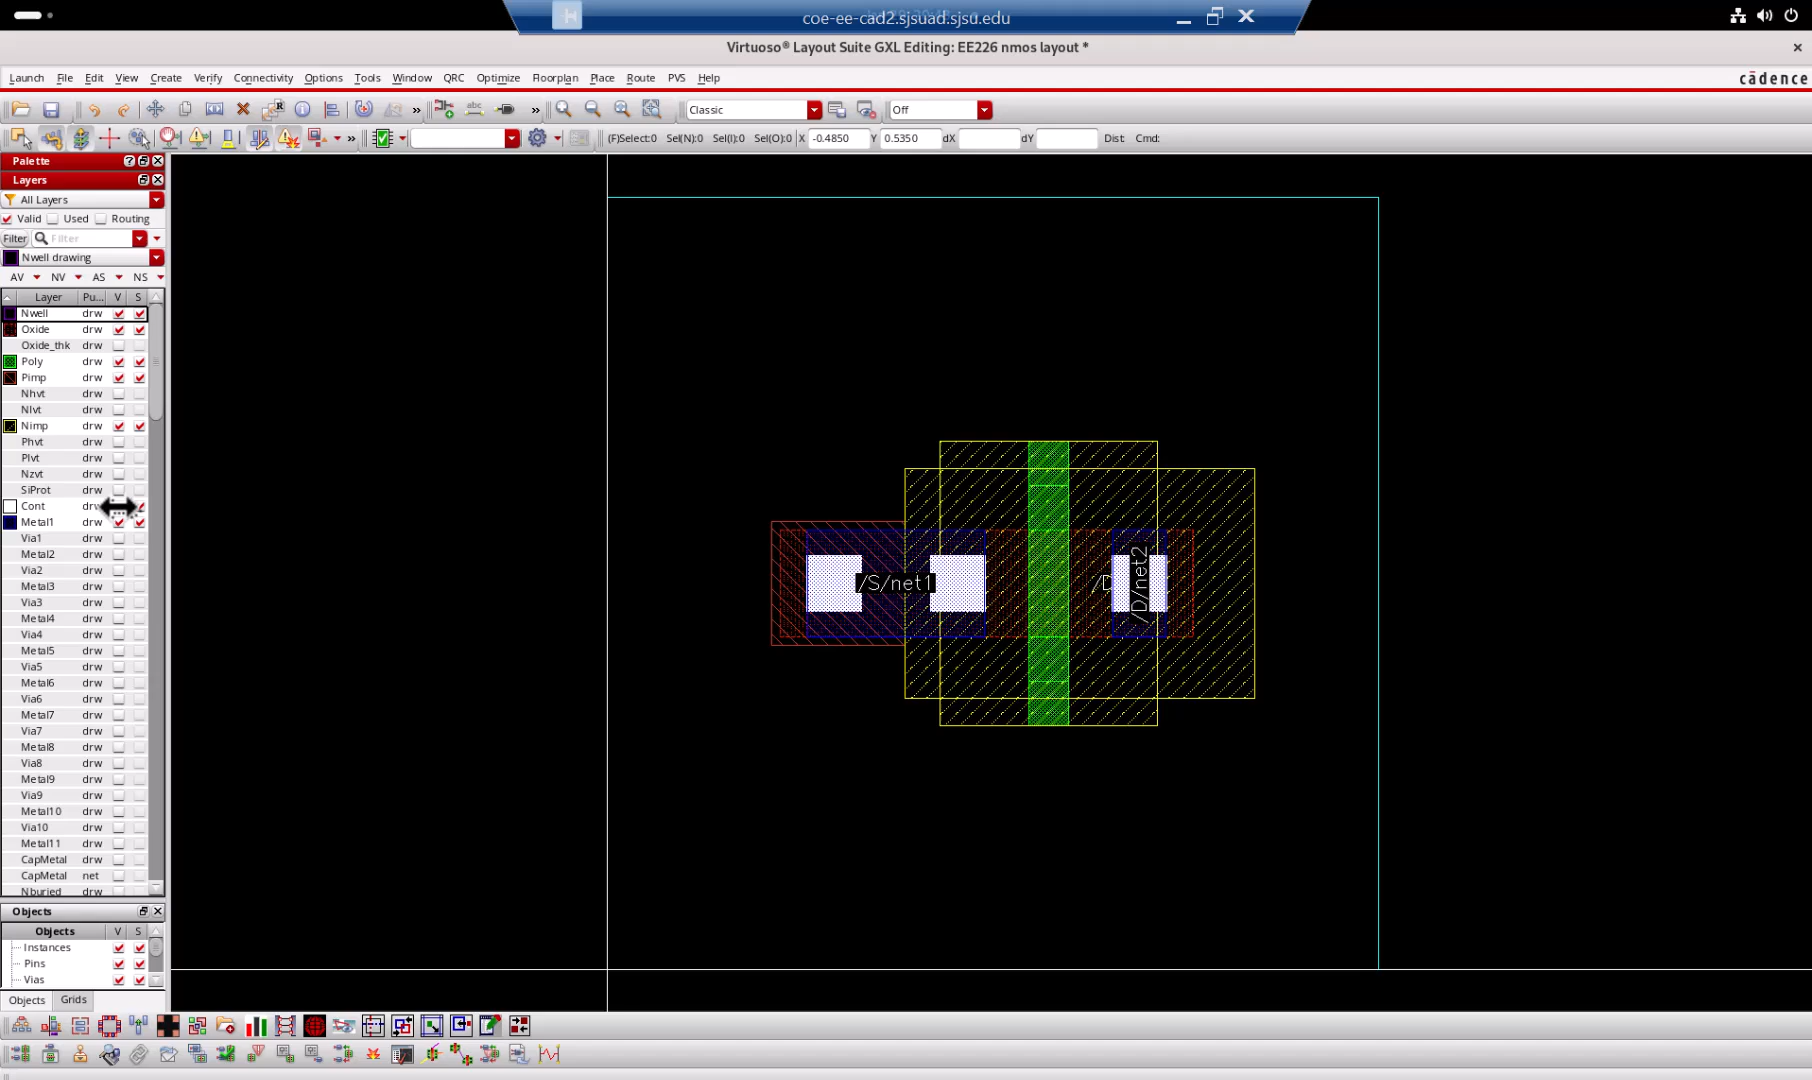 coe-ee-cad2.sjsuad.sjsu.edu
Virtuoso® Layout Suite GXL Editing: EE226 nmos layout *
Launch File Edit View Create Verify Connectivity Options Tools Window QRC Optimize Floorplan Place Route PVS Help
cādence
Classic
Off
(F)Select:0 Sel(N):0 Sel(I):0 Sel(O):0 X -0.4850 Y 0.5350 dX dY Dist Cmd:
Palette
Layers
All Layers
Valid Used Routing
Filter Filter
Nwell drawing
AV NV AS NS
Layer Pu... V S
Nwell drw
Oxide drw
Oxide_thk drw
Poly drw
Pimp drw
Nhvt drw
Nlvt drw
Nimp drw
Phvt drw
Plvt drw
Nzvt drw
SiProt drw
Cont drw
Metal1 drw
Via1 drw
Metal2 drw
Via2 drw
Metal3 drw
Via3 drw
Metal4 drw
Via4 drw
Metal5 drw
Via5 drw
Metal6 drw
Via6 drw
Metal7 drw
Via7 drw
Metal8 drw
Via8 drw
Metal9 drw
Via9 drw
Metal10 drw
Via10 drw
Metal11 drw
CapMetal drw
CapMetal net
Nburied drw
/S/net1
/D
/D/net2
Objects
Objects V S
Instances
Pins
Vias
Objects Grids